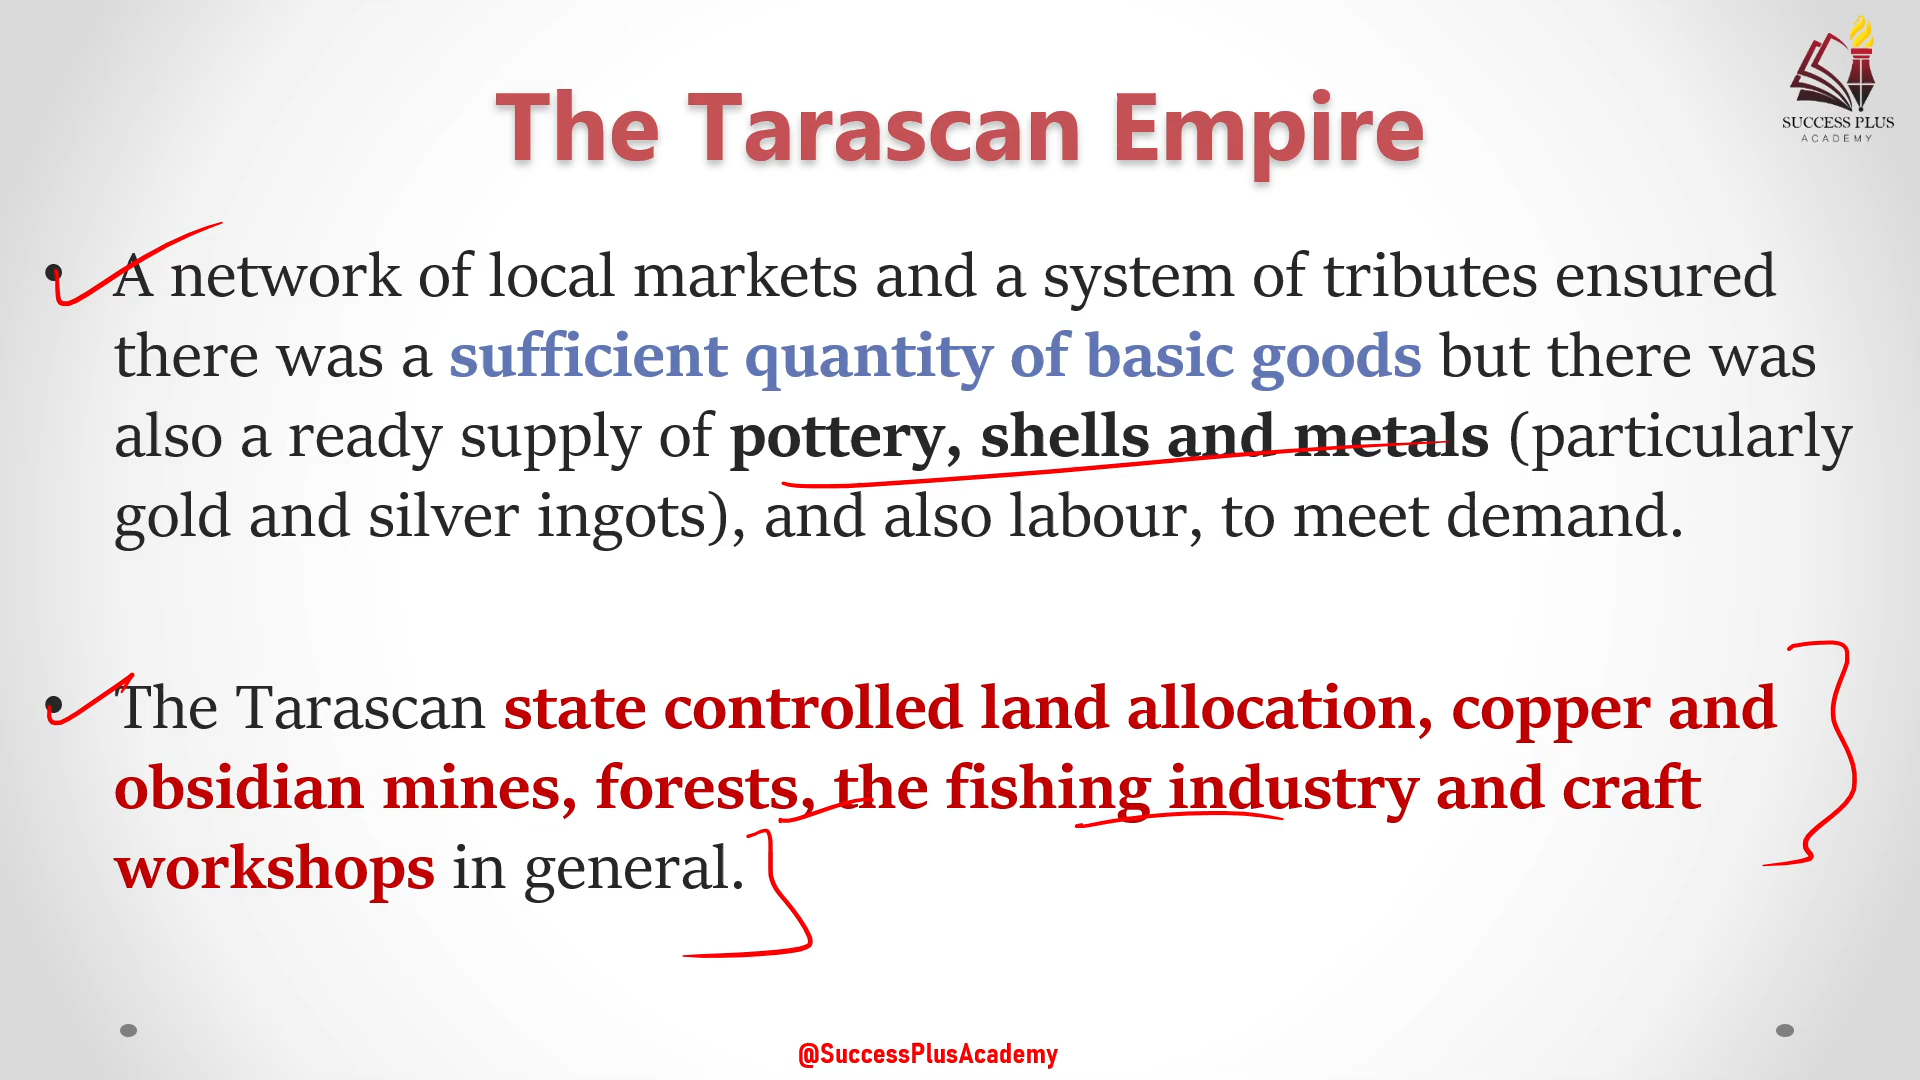 SUCCESS PLUS
ACADEMY
The Tarascan Empire
• A network of local markets and a system of tributes ensured
there was a sufficient quantity of basic goods but there was
also a ready supply of pottery, shells and metals (particularly
gold and silver ingots), and also labour, to meet demand.
• The Tarascan state controlled land allocation, copper and
obsidian mines, forests, the fishing industry and craft
workshops in general.
@SuccessPlusAcademy